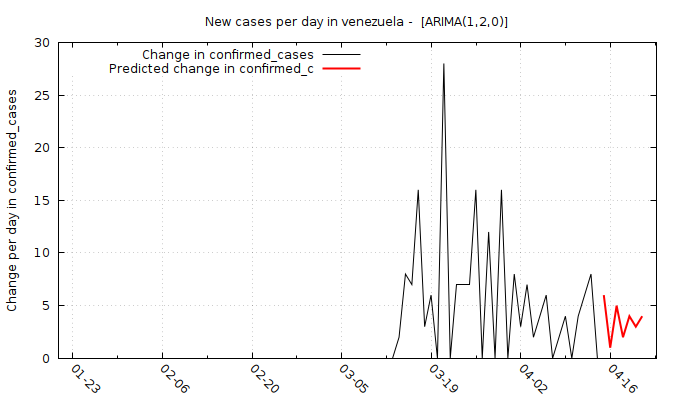 New cases per day in venezuela -  [ARIMA(1,2,0)]
Change in confirmed_cases
Predicted change in confirmed_c
Change per day in confirmed_cases
30
25
20
15
10
5
0
01-23 02-06 02-20 03-05 03-19 04-02 04-16